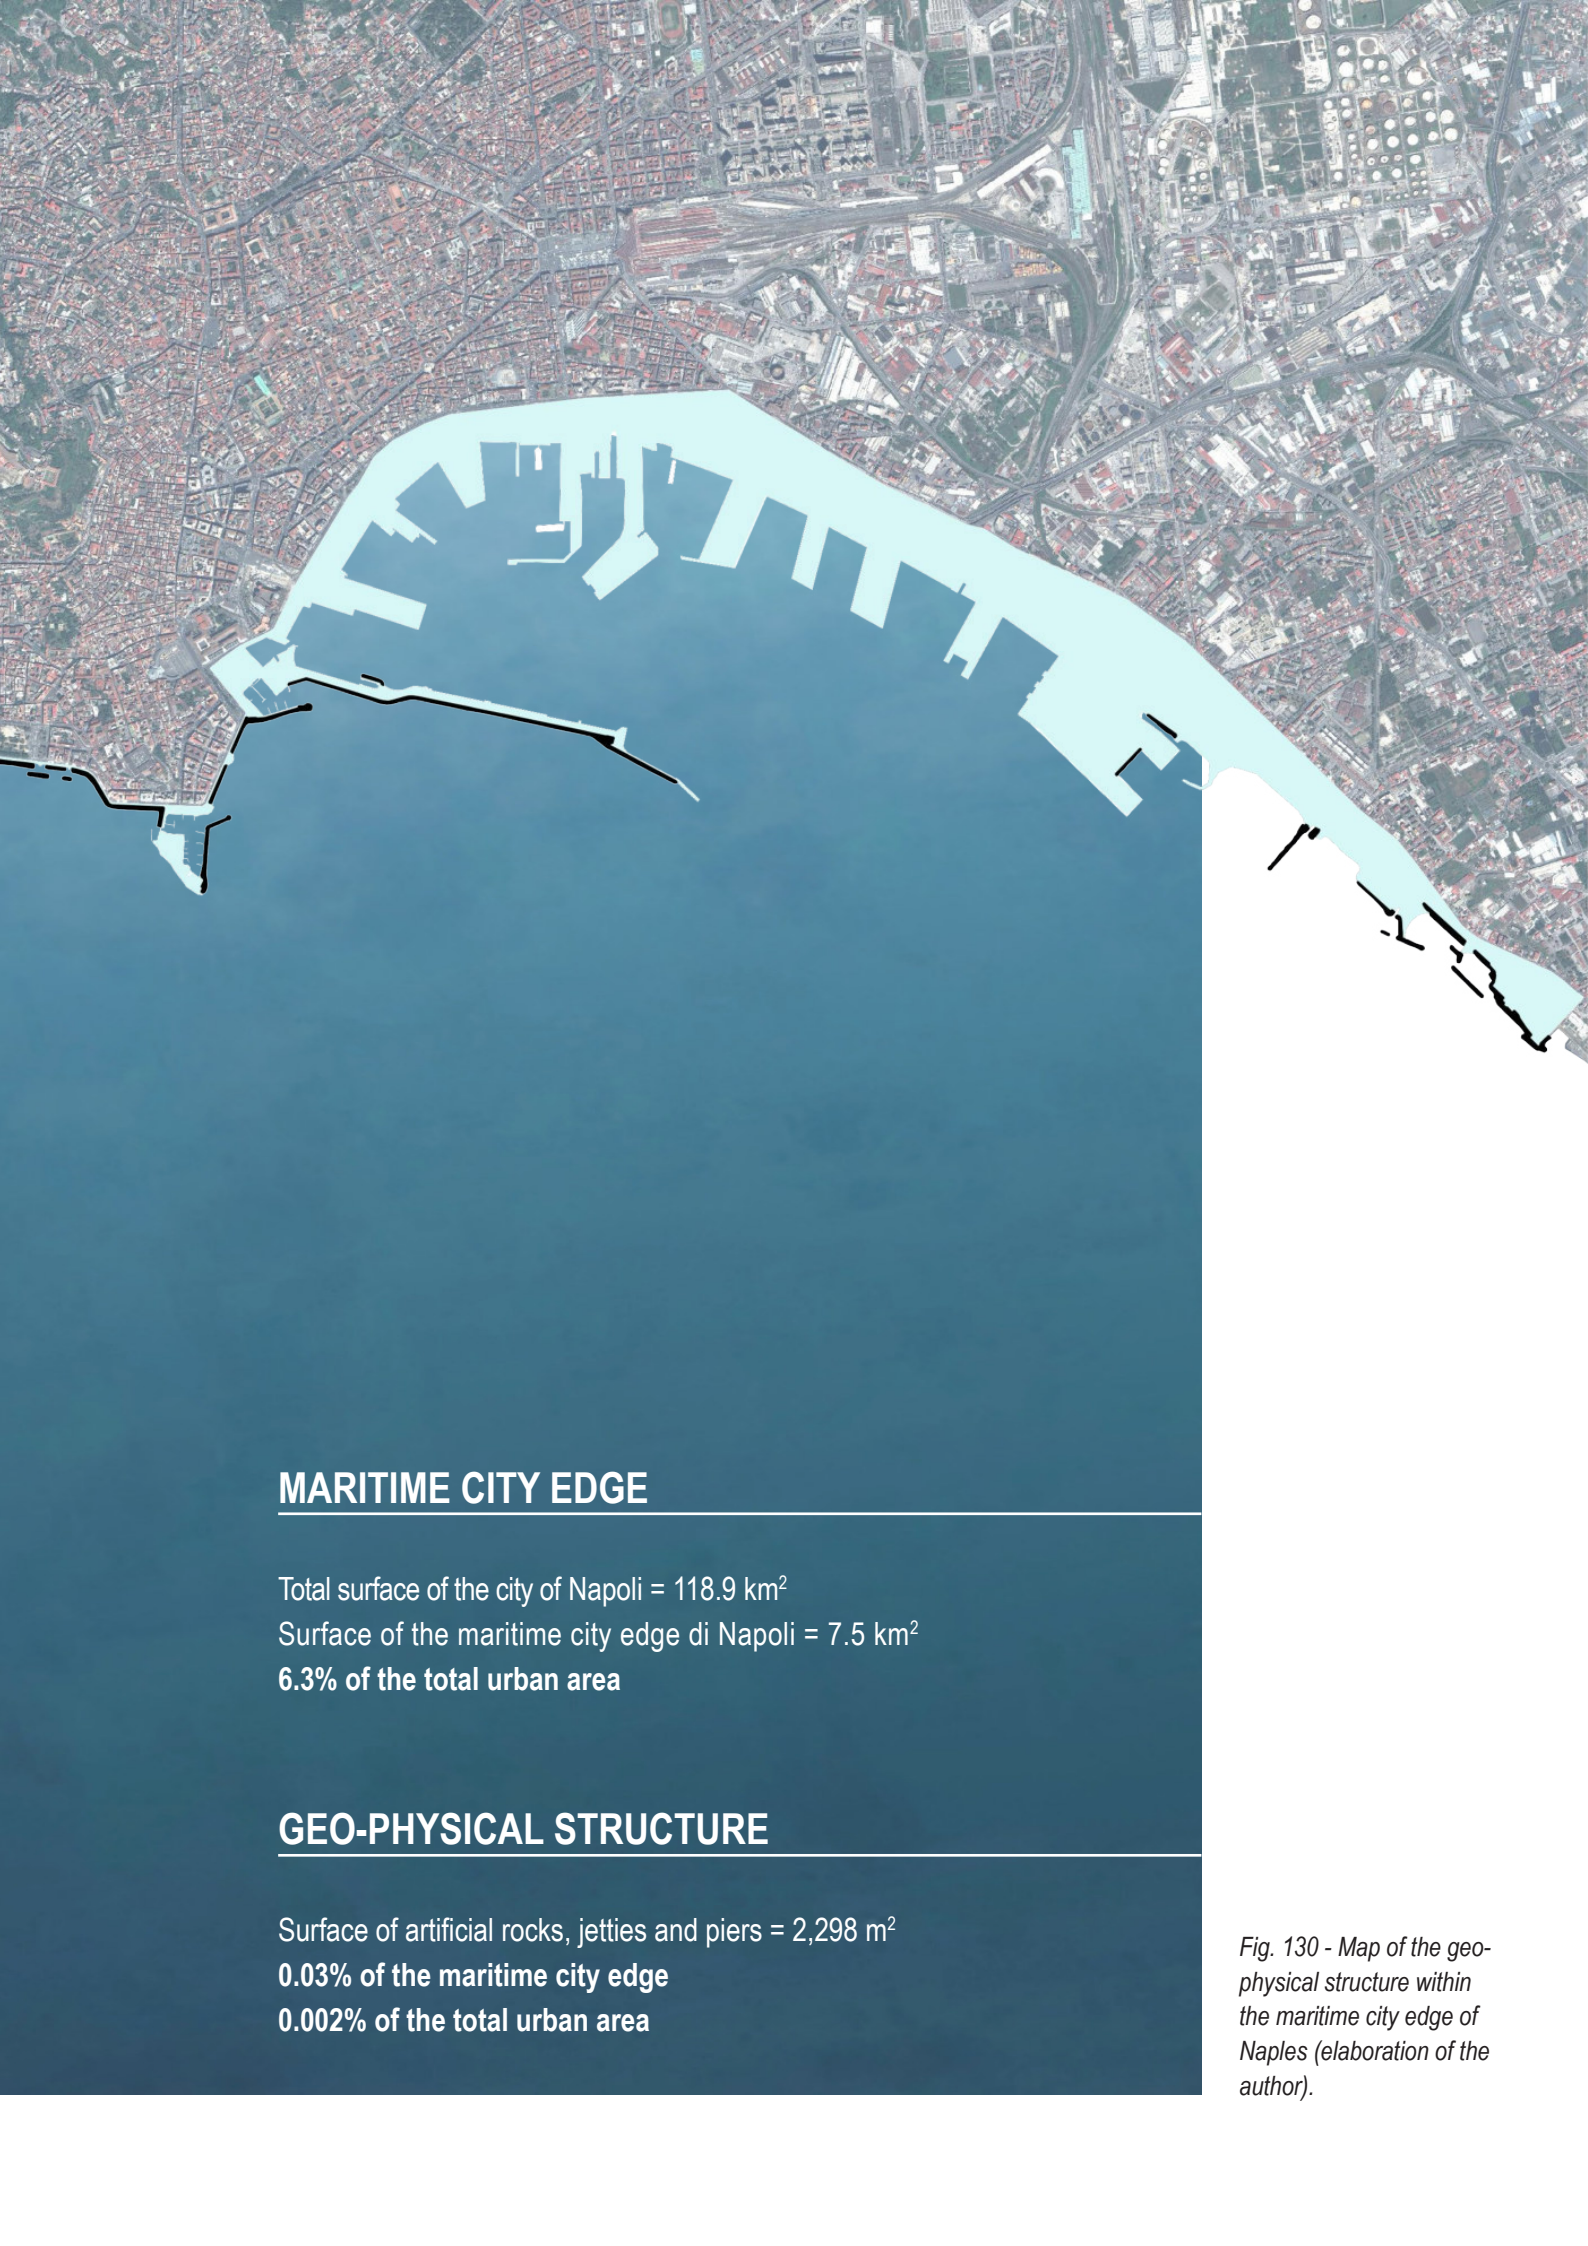 MARITIME CITY EDGE
Total surface of the city of Napoli = 118.9 km²
Surface of the maritime city edge di Napoli = 7.5 km²
6.3% of the total urban area
GEO-PHYSICAL STRUCTURE
Surface of artificial rocks, jetties and piers = 2,298 m²
0.03% of the maritime city edge
0.002% of the total urban area
Fig. 130 - Map of the geo-
physical structure within
the maritime city edge of
Naples (elaboration of the
author).